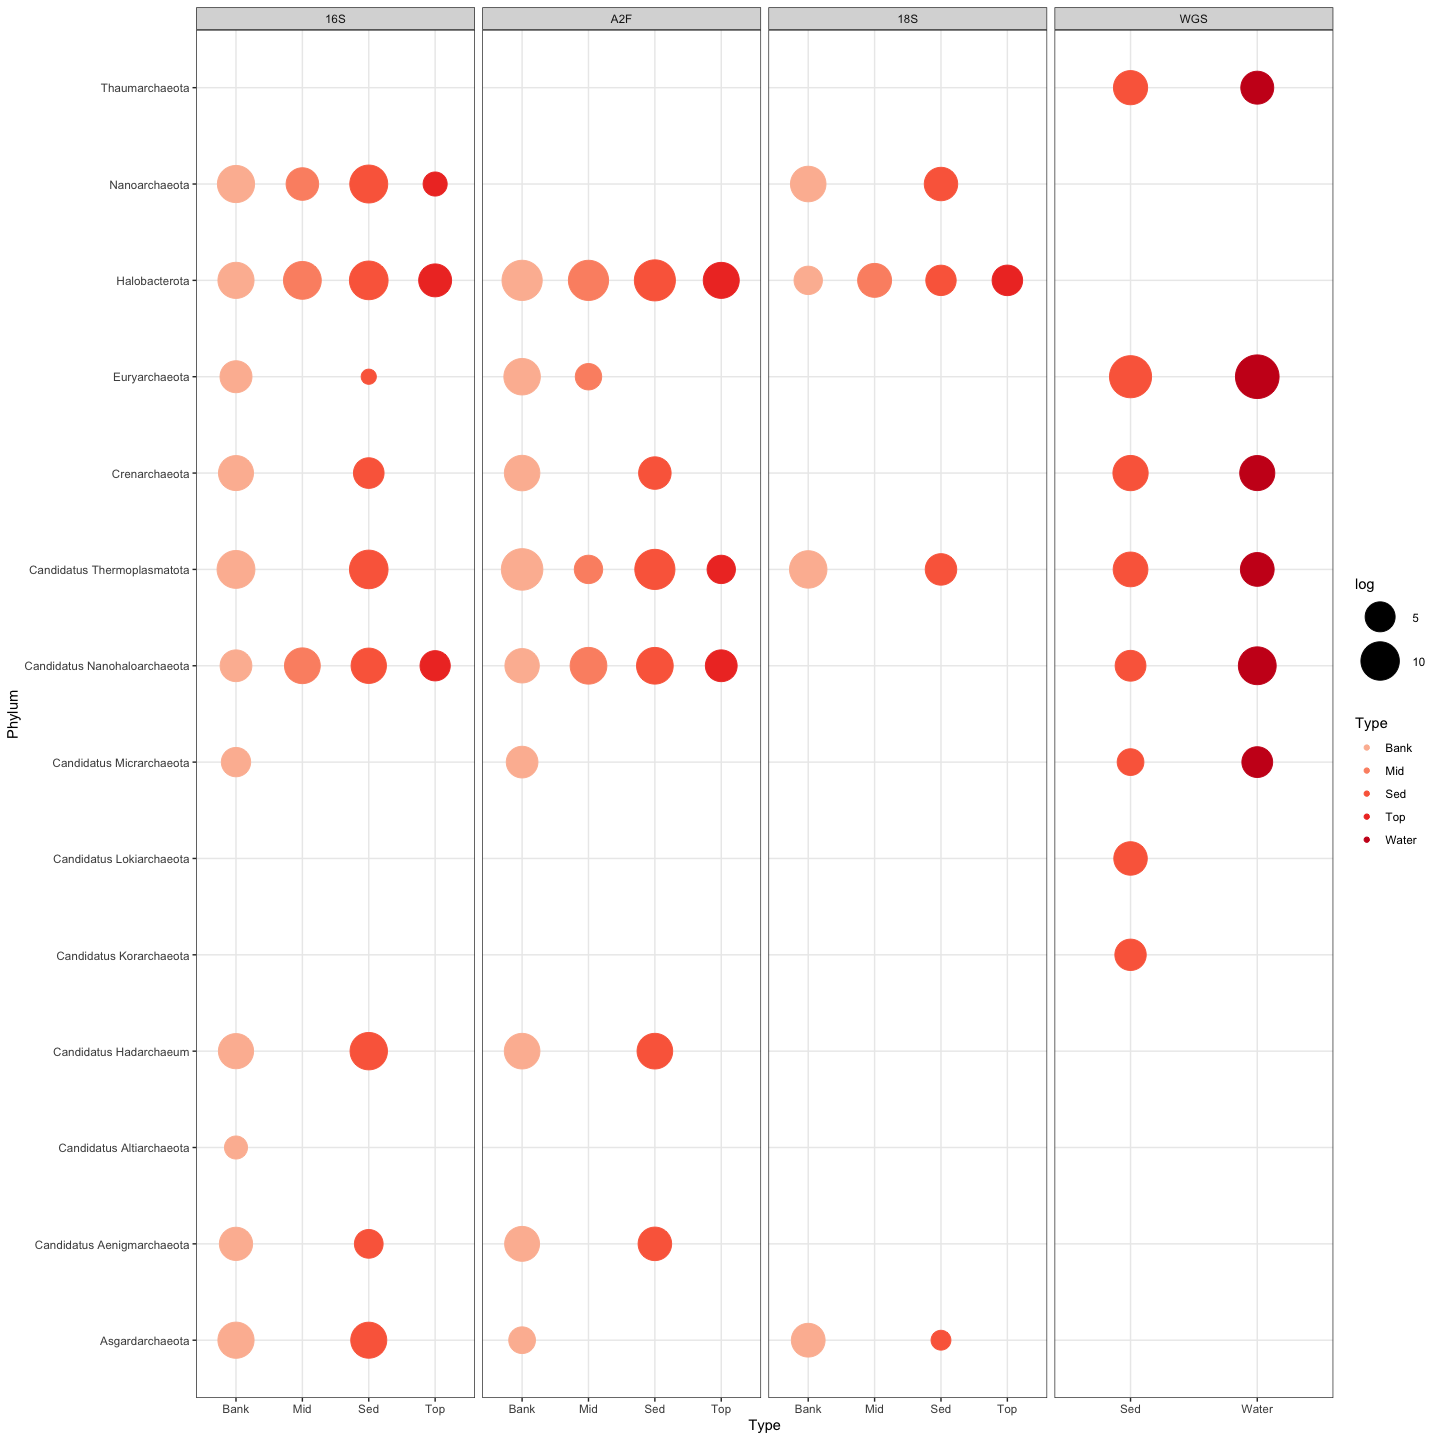 16S A2F 18S WGS
Thaumarchaeota
Nanoarchaeota
Halobacterota
Euryarchaeota
Crenarchaeota
Candidatus Thermoplasmatota
Candidatus Nanohaloarchaeota
Candidatus Micrarchaeota
Candidatus Lokiarchaeota
Candidatus Korarchaeota
Candidatus Hadarchaeum
Candidatus Altiarchaeota
Candidatus Aenigmarchaeota
Asgardarchaeota
Phylum
Bank Mid Sed Top Bank Mid Sed Top Bank Mid Sed Top Sed Water
Type
log
5
10
Type
Bank
Mid
Sed
Top
Water